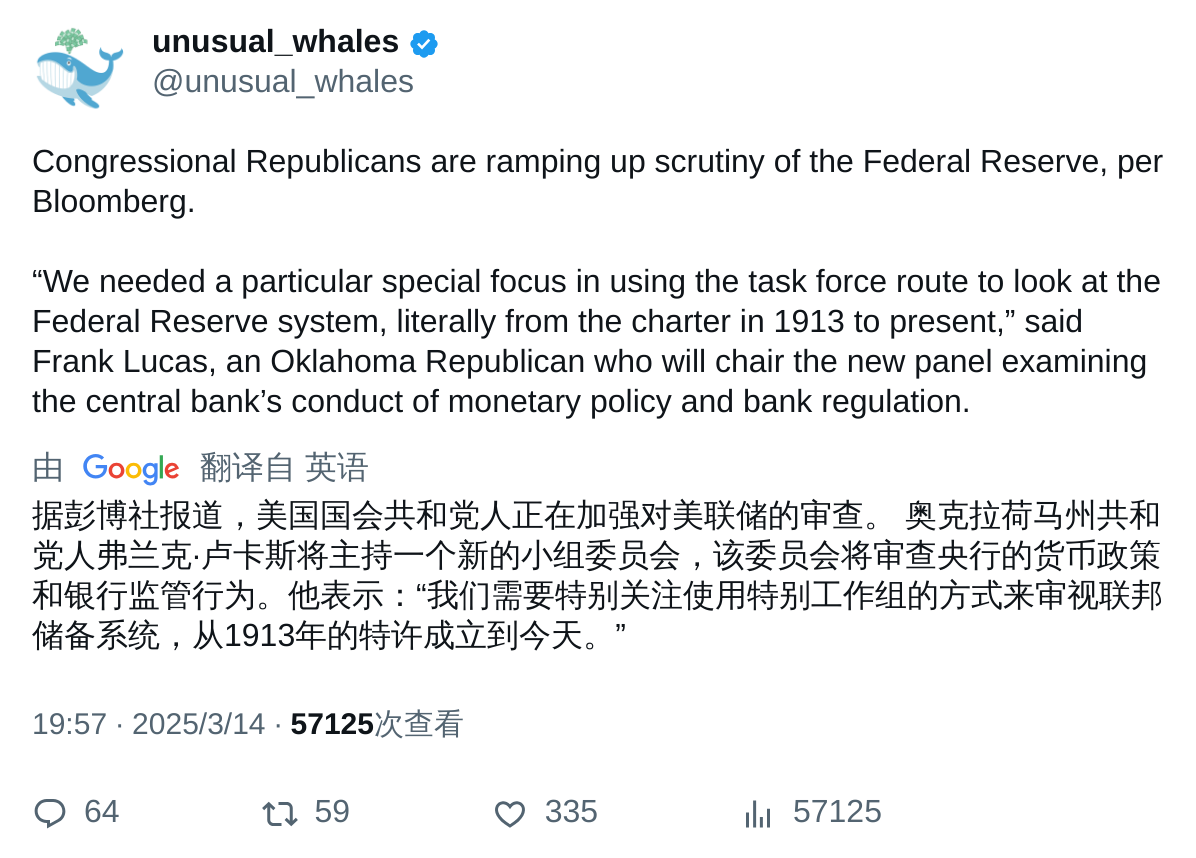 unusual_whales
@unusual_whales
Congressional Republicans are ramping up scrutiny of the Federal Reserve, per
Bloomberg.
“We needed a particular special focus in using the task force route to look at the
Federal Reserve system, literally from the charter in 1913 to present,” said
Frank Lucas, an Oklahoma Republican who will chair the new panel examining
the central bank’s conduct of monetary policy and bank regulation.
由 Google 翻译自 英语
据彭博社报道，美国国会共和党人正在加强对美联储的审查。 奥克拉荷马州共和
党人弗兰克·卢卡斯将主持一个新的小组委员会，该委员会将审查央行的货币政策
和银行监管行为。他表示：“我们需要特别关注使用特别工作组的方式来审视联邦
储备系统，从1913年的特许成立到今天。”
19:57 · 2025/3/14 · 57125次查看
64 59 335 57125